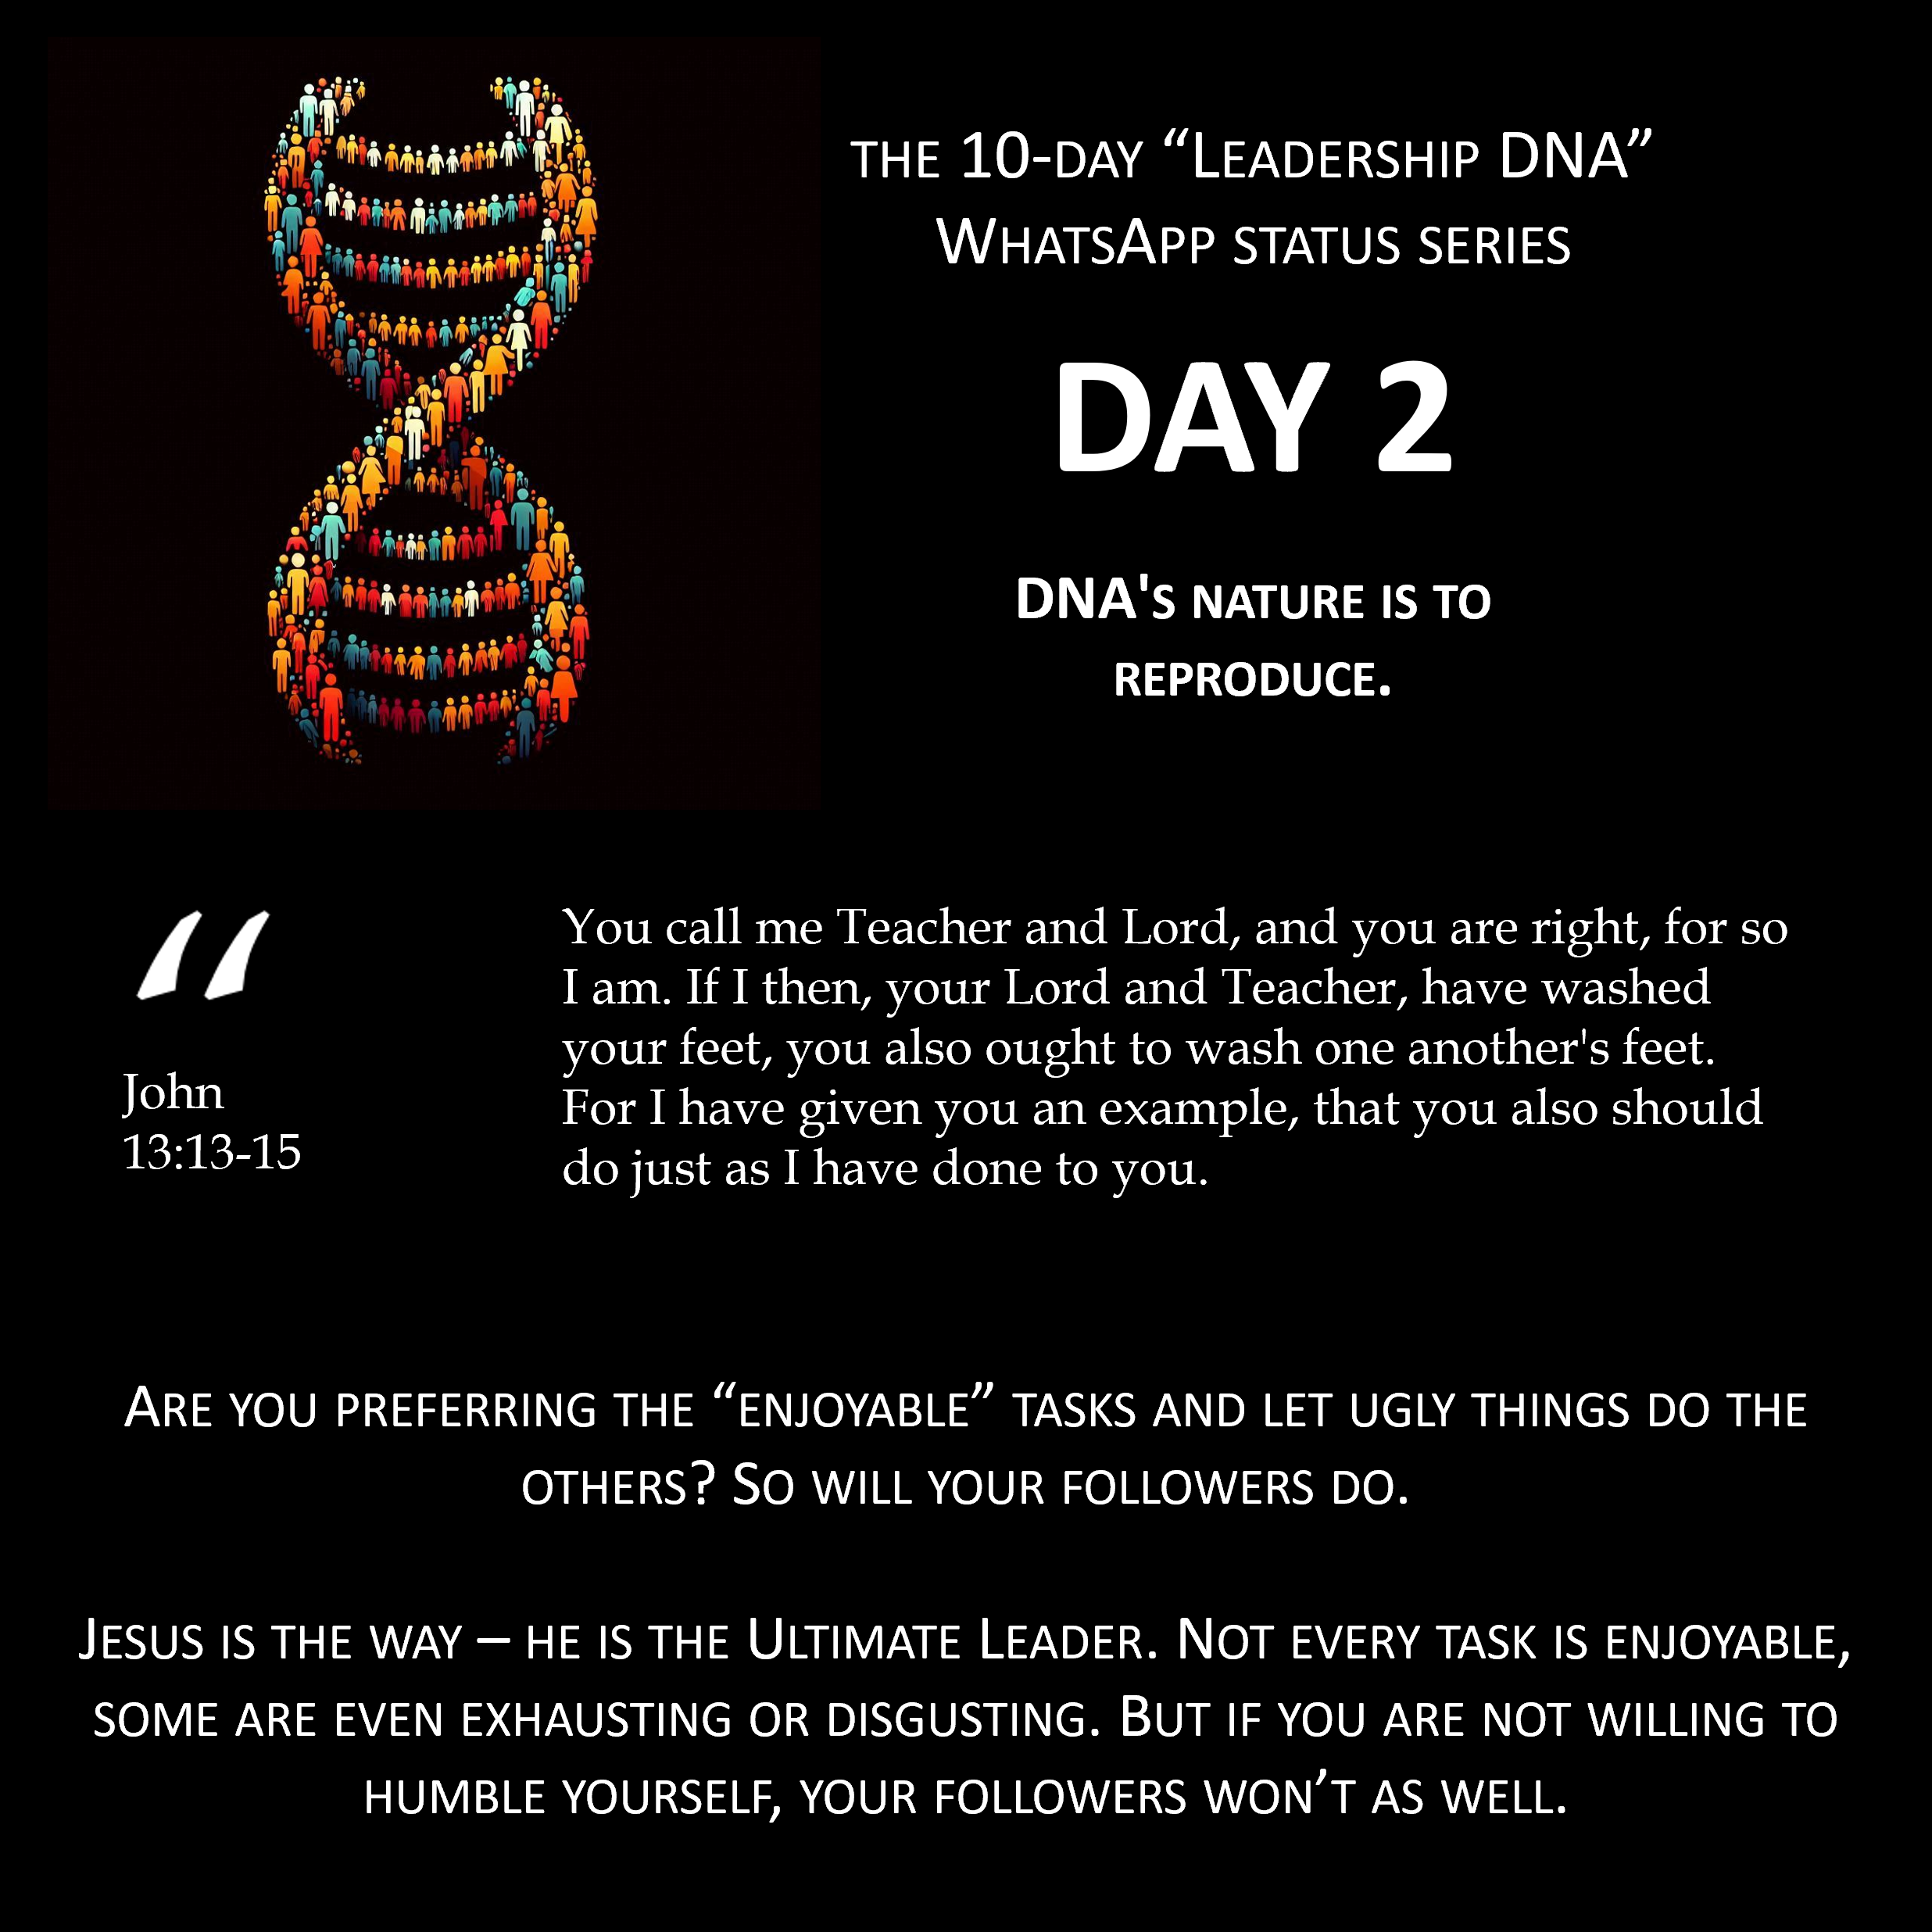 THE 10-DAY “LEADERSHIP DNA”
WHATSAPP STATUS SERIES
DAY 2
DNA'S NATURE IS TO
REPRODUCE.
“
John
13:13-15
You call me Teacher and Lord, and you are right, for so
I am. If I then, your Lord and Teacher, have washed
your feet, you also ought to wash one another's feet.
For I have given you an example, that you also should
do just as I have done to you.
ARE YOU PREFERRING THE “ENJOYABLE” TASKS AND LET UGLY THINGS DO THE
OTHERS? SO WILL YOUR FOLLOWERS DO.
JESUS IS THE WAY – HE IS THE ULTIMATE LEADER. NOT EVERY TASK IS ENJOYABLE,
SOME ARE EVEN EXHAUSTING OR DISGUSTING. BUT IF YOU ARE NOT WILLING TO
HUMBLE YOURSELF, YOUR FOLLOWERS WON’T AS WELL.